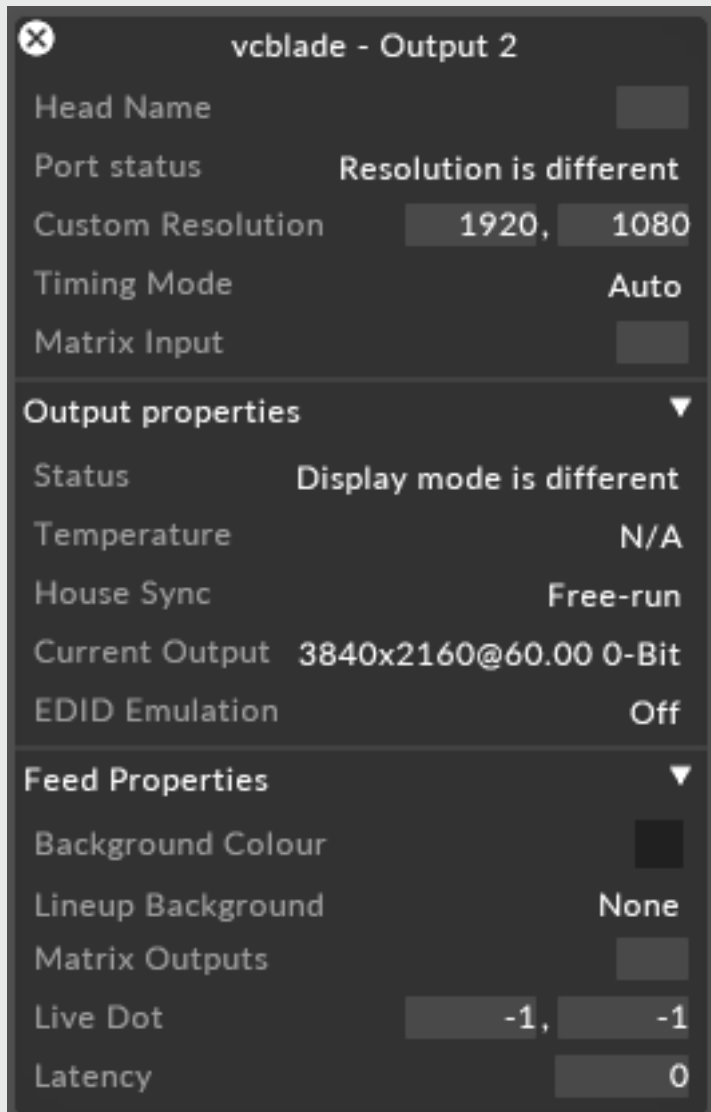 vcblade - Output 2
Head Name
Port status Resolution is different
Custom Resolution 1920, 1080
Timing Mode Auto
Matrix Input
Output properties
Status Display mode is different
Temperature N/A
House Sync Free-run
Current Output 3840x2160@60.00 0-Bit
EDID Emulation Off
Feed Properties
Background Colour
Lineup Background None
Matrix Outputs
Live Dot -1, -1
Latency 0